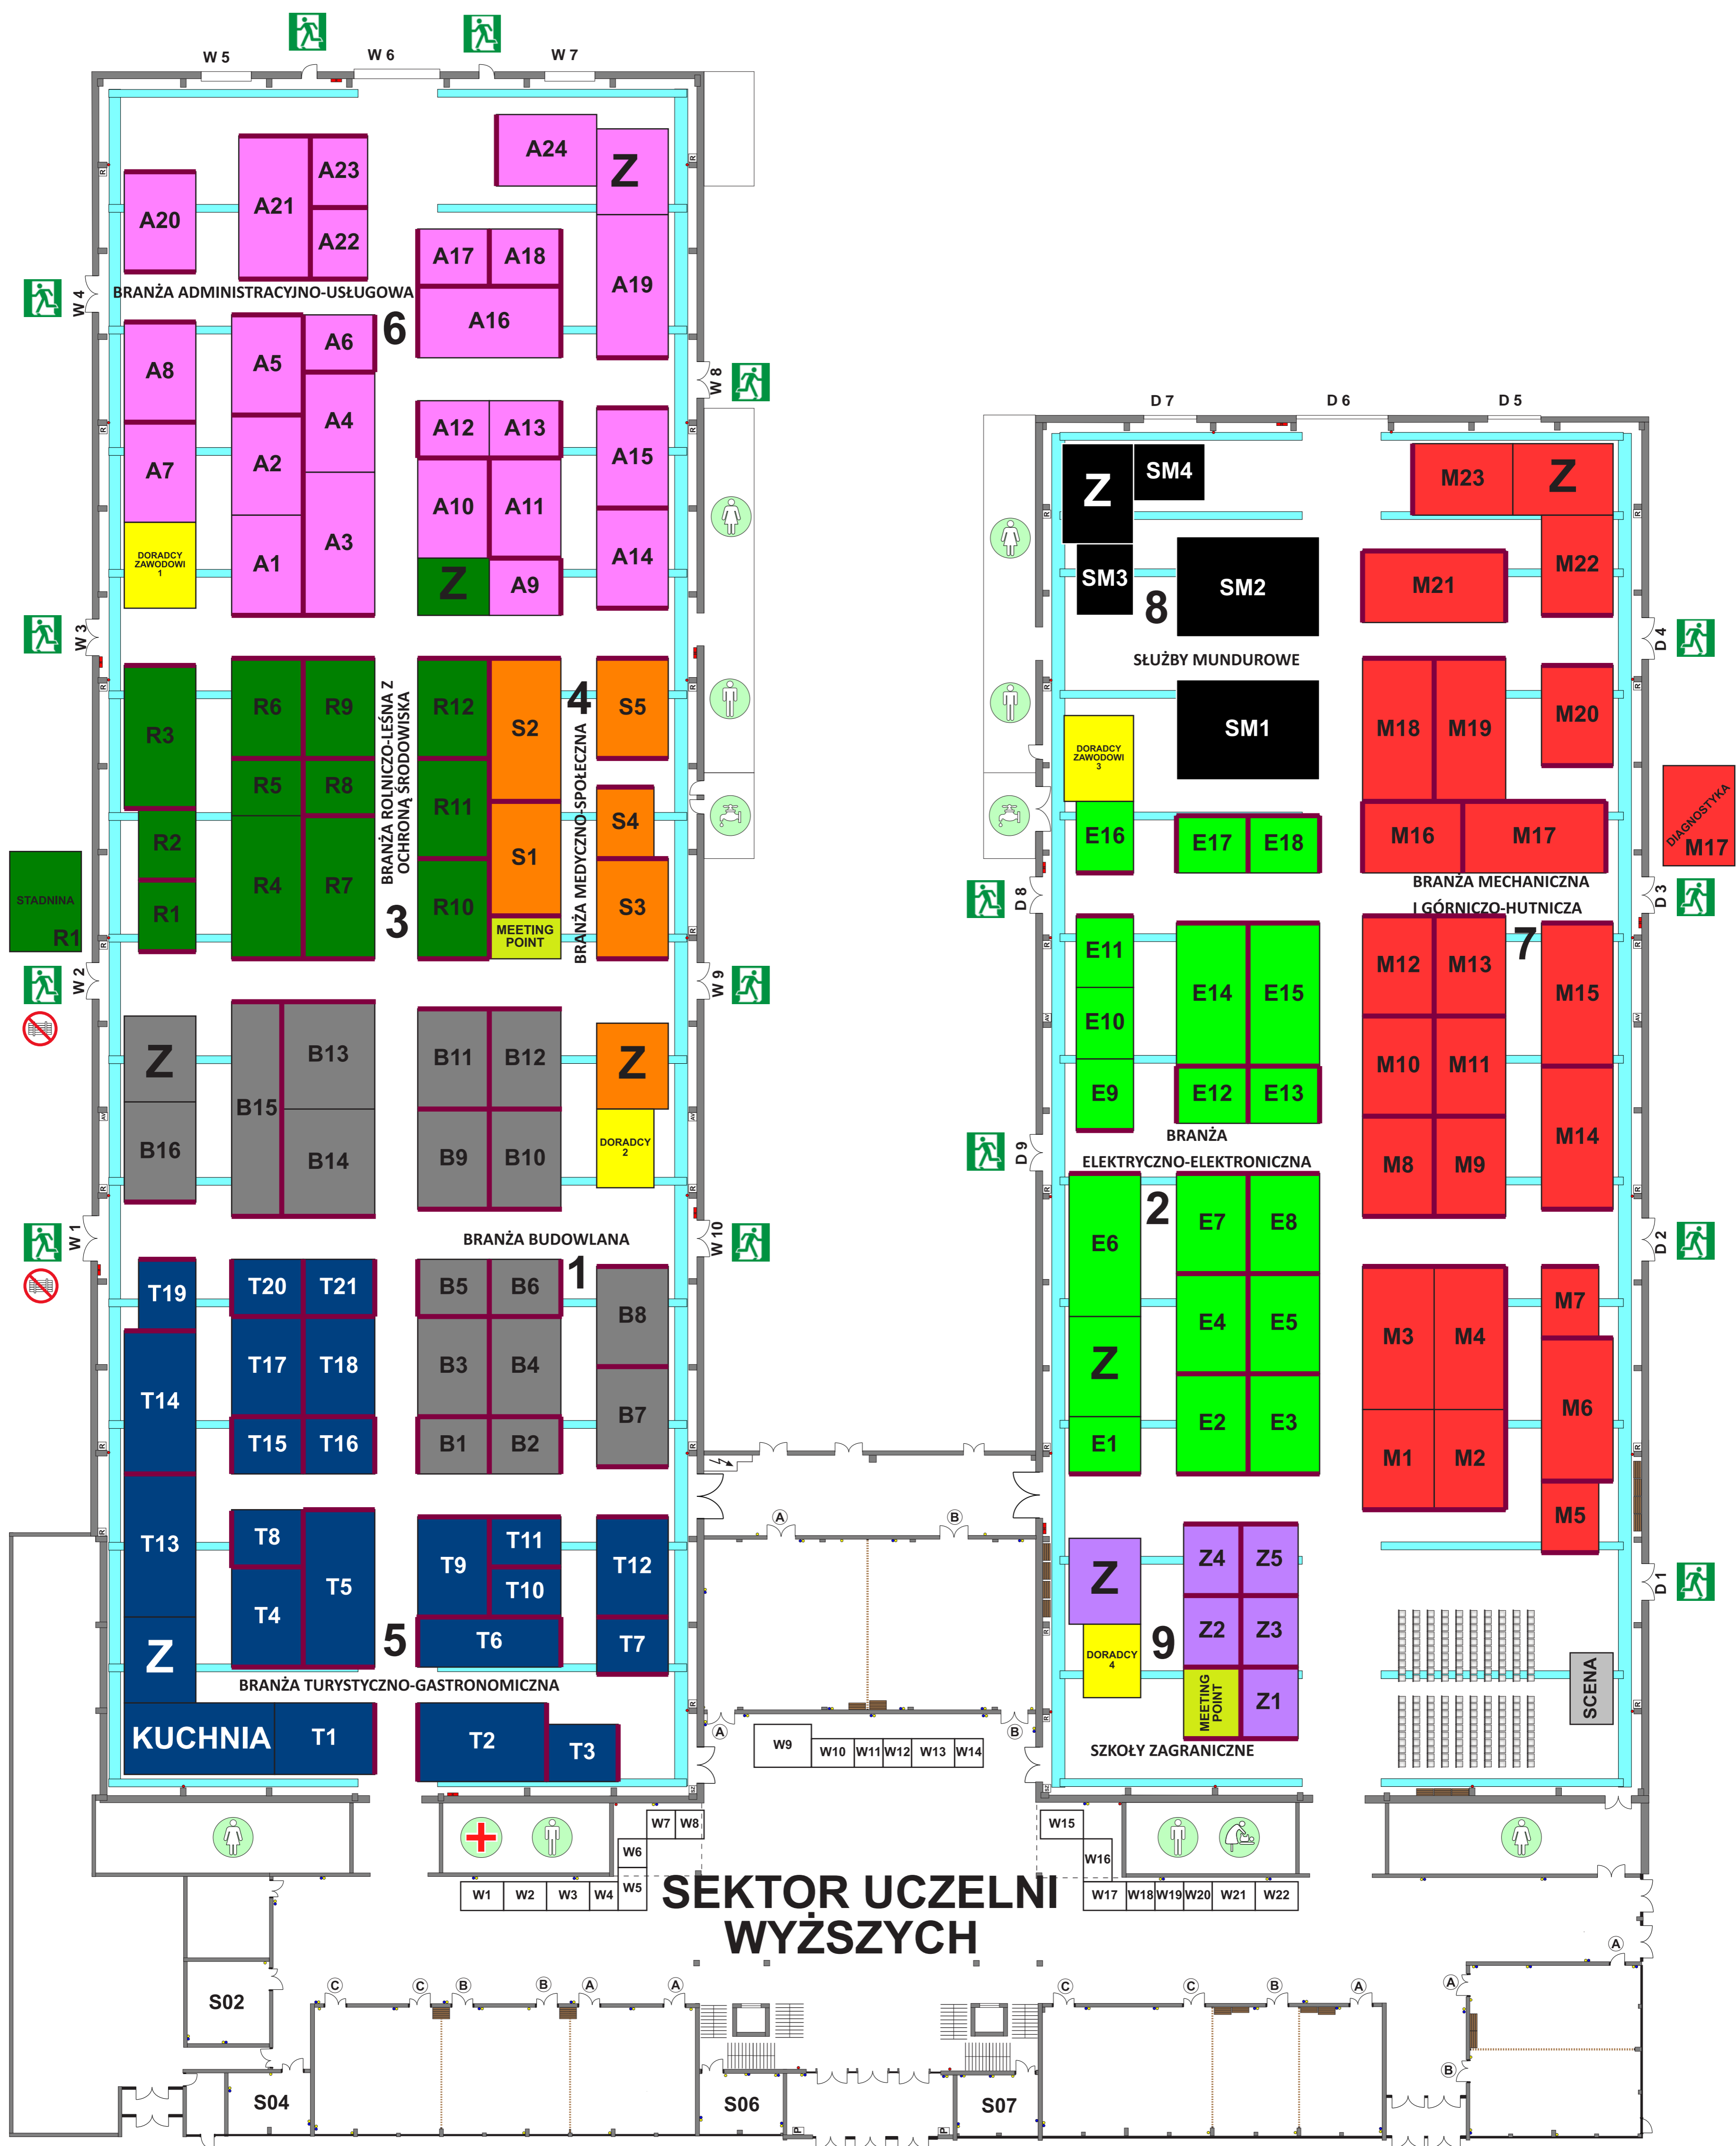 W 5
W 6
W 7
A24
Z
A23
A21
A22
A20
A17
A18
A19
A16
W 4
BRANŻA ADMINISTRACYJNO-USŁUGOWA
6
A8
A5
A6
A4
A7
A2
A1
A3
DORADCY
ZAWODOWI
1
A12
A13
A10
A11
Z
A9
A15
A14
W 8
W 3
R3
R2
R1
R6
R9
R5
R8
R4
R7
BRANŻA ROLNICZO-LEŚNA Z
OCHRONĄ ŚRODOWISKA
3
R12
R11
R10
S2
S1
MEETING
POINT
4
BRANŻA MEDYCZNO-SPOŁECZNA
S5
S4
S3
STADNINA
R1
W 2
W 9
Z
B16
B15
B13
B14
B11
B12
B9
B10
Z
DORADCY
2
W 1
W 10
BRANŻA BUDOWLANA
1
T19
T20
T21
T14
T17
T18
T15
T16
T13
B5
B6
B3
B4
B1
B2
B8
B7
T8
T5
T4
T9
T11
T10
T6
T12
T7
Z
5
BRANŻA TURYSTYCZNO-GASTRONOMICZNA
KUCHNIA
T1
T2
T3
D 7
D 6
D 5
Z
SM4
SM3
SM2
8
SŁUŻBY MUNDUROWE
SM1
M23
Z
M22
M21
D 4
M18
M19
M20
M16
M17
DIAGNOSTYKA
M17
DORADCY
ZAWODOWI
3
E16
E17
E18
D 8
D 3
BRANŻA MECHANICZNA
I GÓRNICZO-HUTNICZA
7
E11
E10
E9
E14
E15
E12
E13
M12
M13
M10
M11
M8
M9
M15
M14
D 9
BRANŻA
ELEKTRYCZNO-ELEKTRONICZNA
2
E6
E7
E8
E4
E5
E2
E3
Z
E1
D 2
M3
M4
M1
M2
M7
M6
M5
D 1
Z
DORADCY
4
Z4
Z5
Z2
Z3
MEETING
POINT
Z1
9
SZKOŁY ZAGRANICZNE
SCENA
A
B
A
B
W9
W10
W11
W12
W13
W14
W7
W8
W6
W5
W1
W2
W3
W4
W15
W16
W17
W18
W19
W20
W21
W22
SEKTOR UCZELNI
WYŻSZYCH
C
C
B
B
A
A
C
C
B
A
A
A
B
S02
S04
S06
S07
P
P